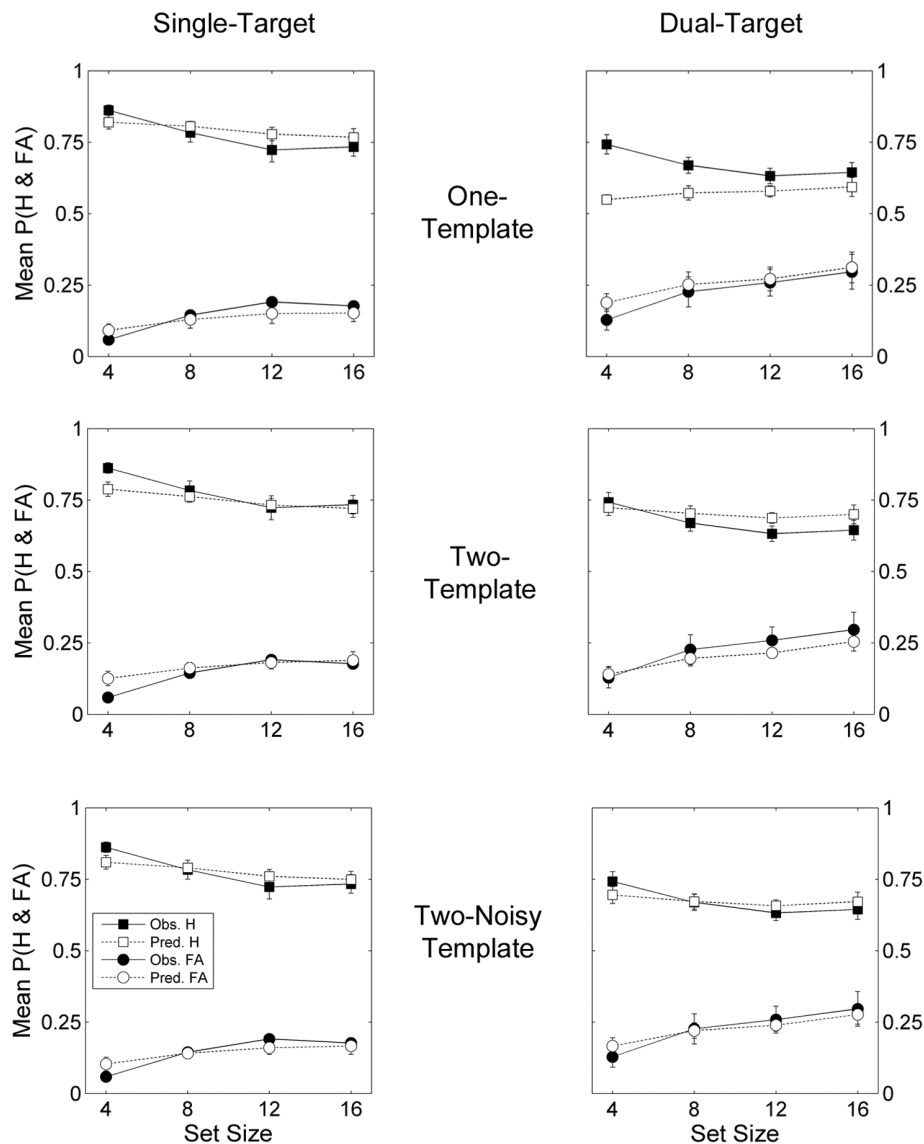 Single-Target
Dual-Target
Mean P(H & FA)
1
0.75
0.5
0.25
0
4 8 12 16
One-
Template
1
0.75
0.5
0.25
0
4 8 12 16
Mean P(H & FA)
1
0.75
0.5
0.25
0
4 8 12 16
Two-
Template
1
0.75
0.5
0.25
0
4 8 12 16
Mean P(H & FA)
1
0.75
0.5
0.25
0
Obs. H
Pred. H
Obs. FA
Pred. FA
4 8 12 16
Set Size
Two-Noisy
Template
1
0.75
0.5
0.25
0
4 8 12 16
Set Size